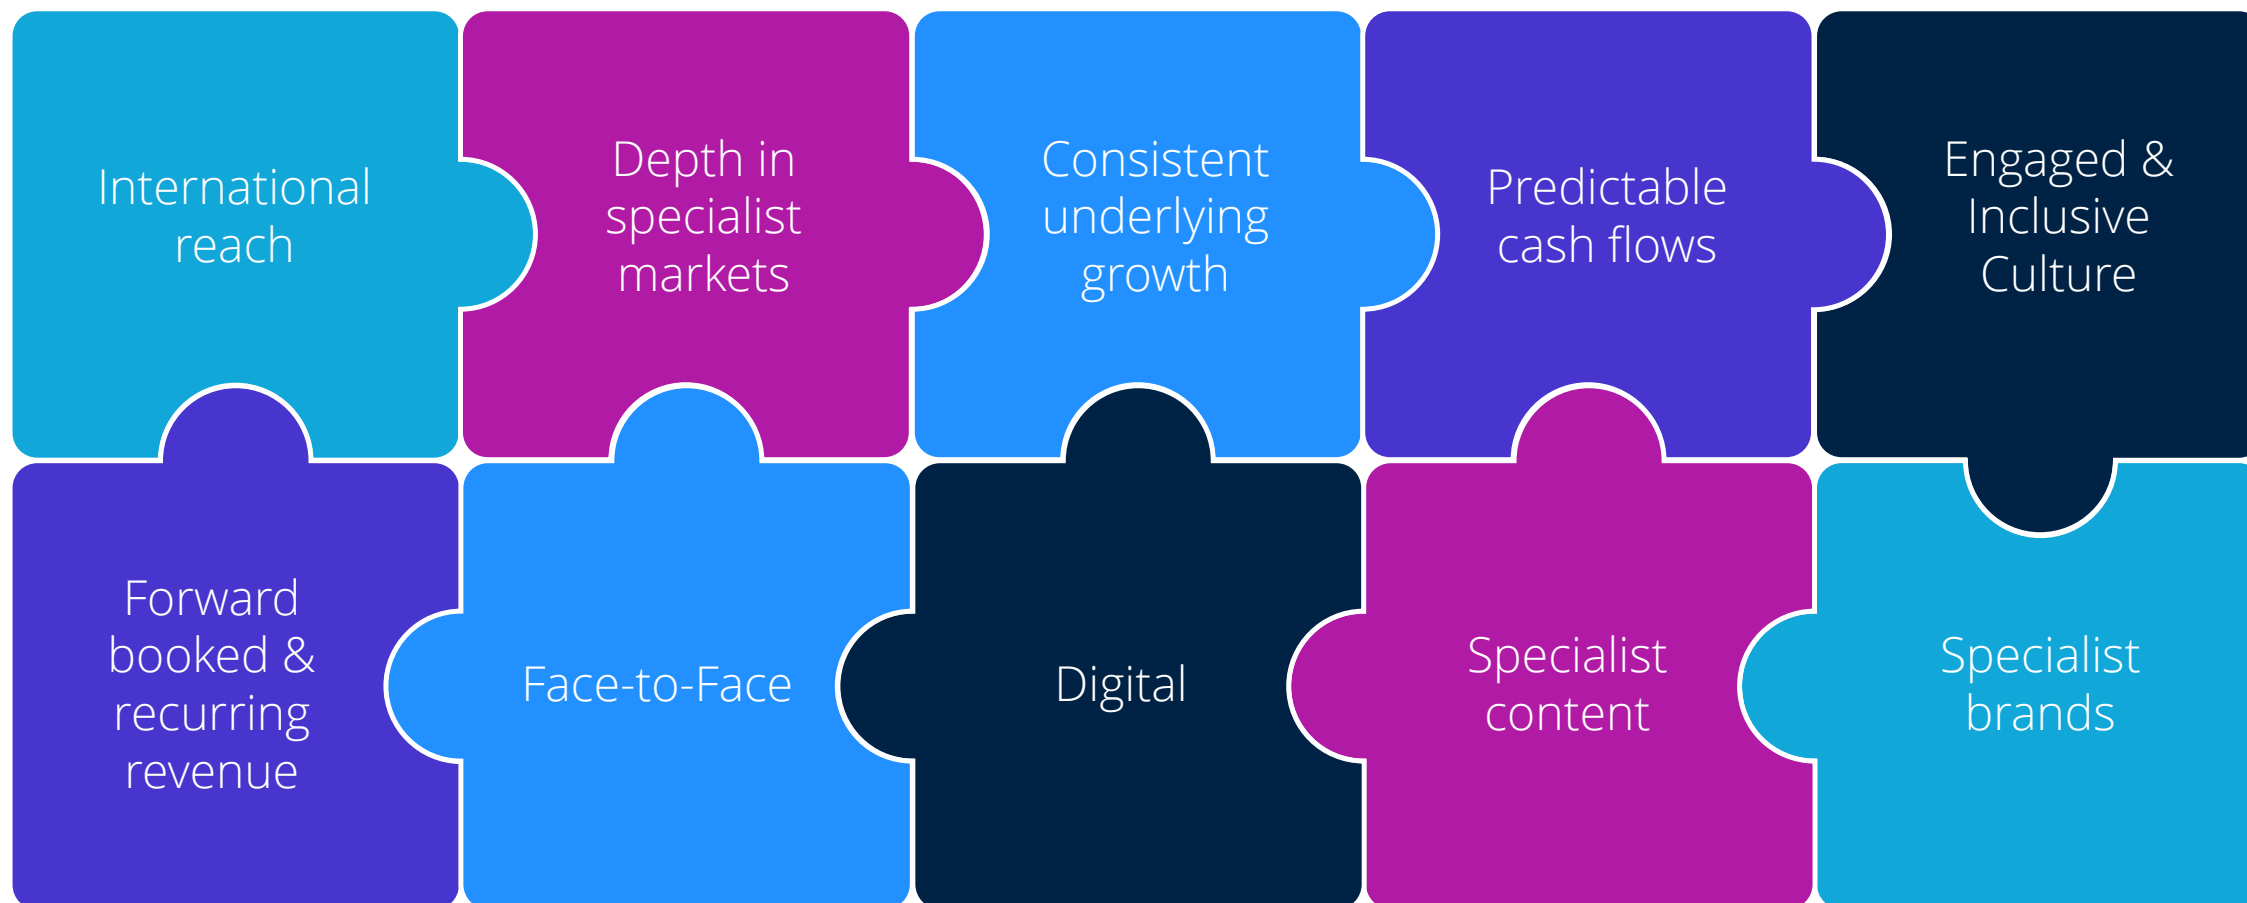 International
reach
Depth in
specialist
markets
Consistent
underlying
growth
Predictable
cash flows
Engaged &
Inclusive
Culture
Forward
booked &
recurring
revenue
Face-to-Face
Digital
Specialist
content
Specialist
brands